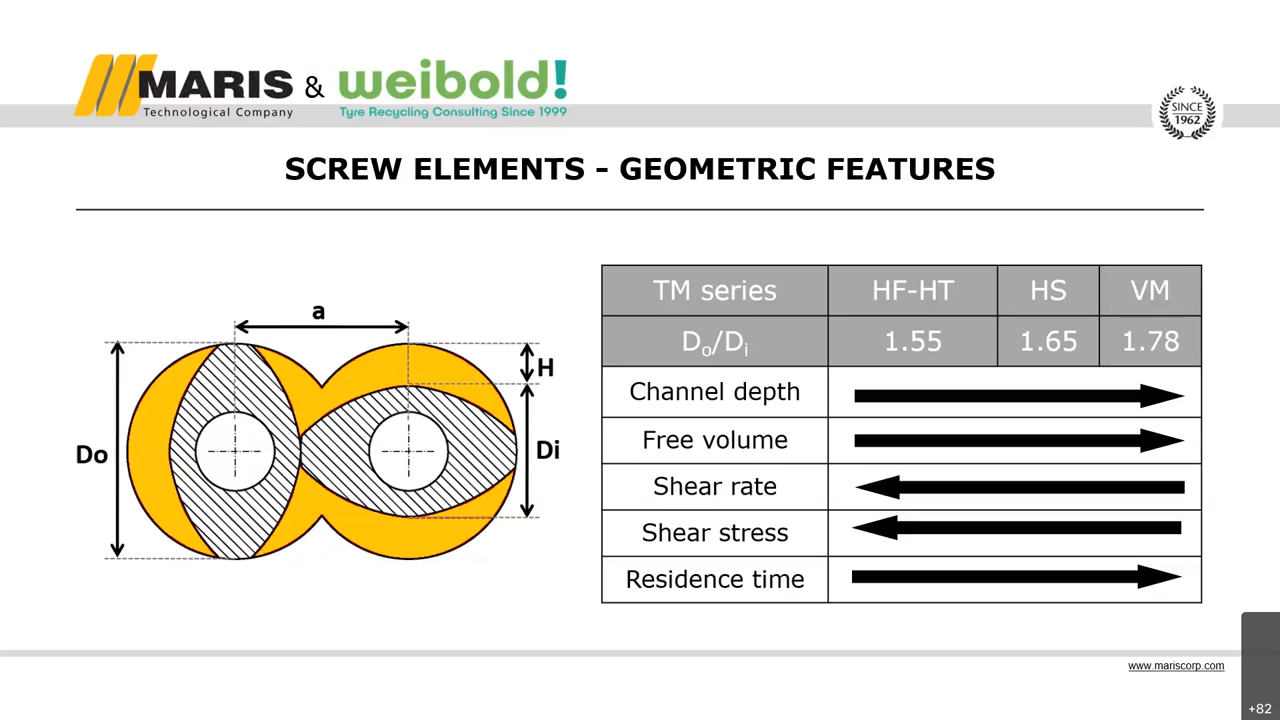 MARIS & weibold!
Technological Company
Tyre Recycling Consulting Since 1999
SINCE
1962
SCREW ELEMENTS - GEOMETRIC FEATURES
a
H
Do
Di
TM series HF-HT HS VM
Do/Di 1.55 1.65 1.78
Channel depth
Free volume
Shear rate
Shear stress
Residence time
www.mariscorp.com
+82